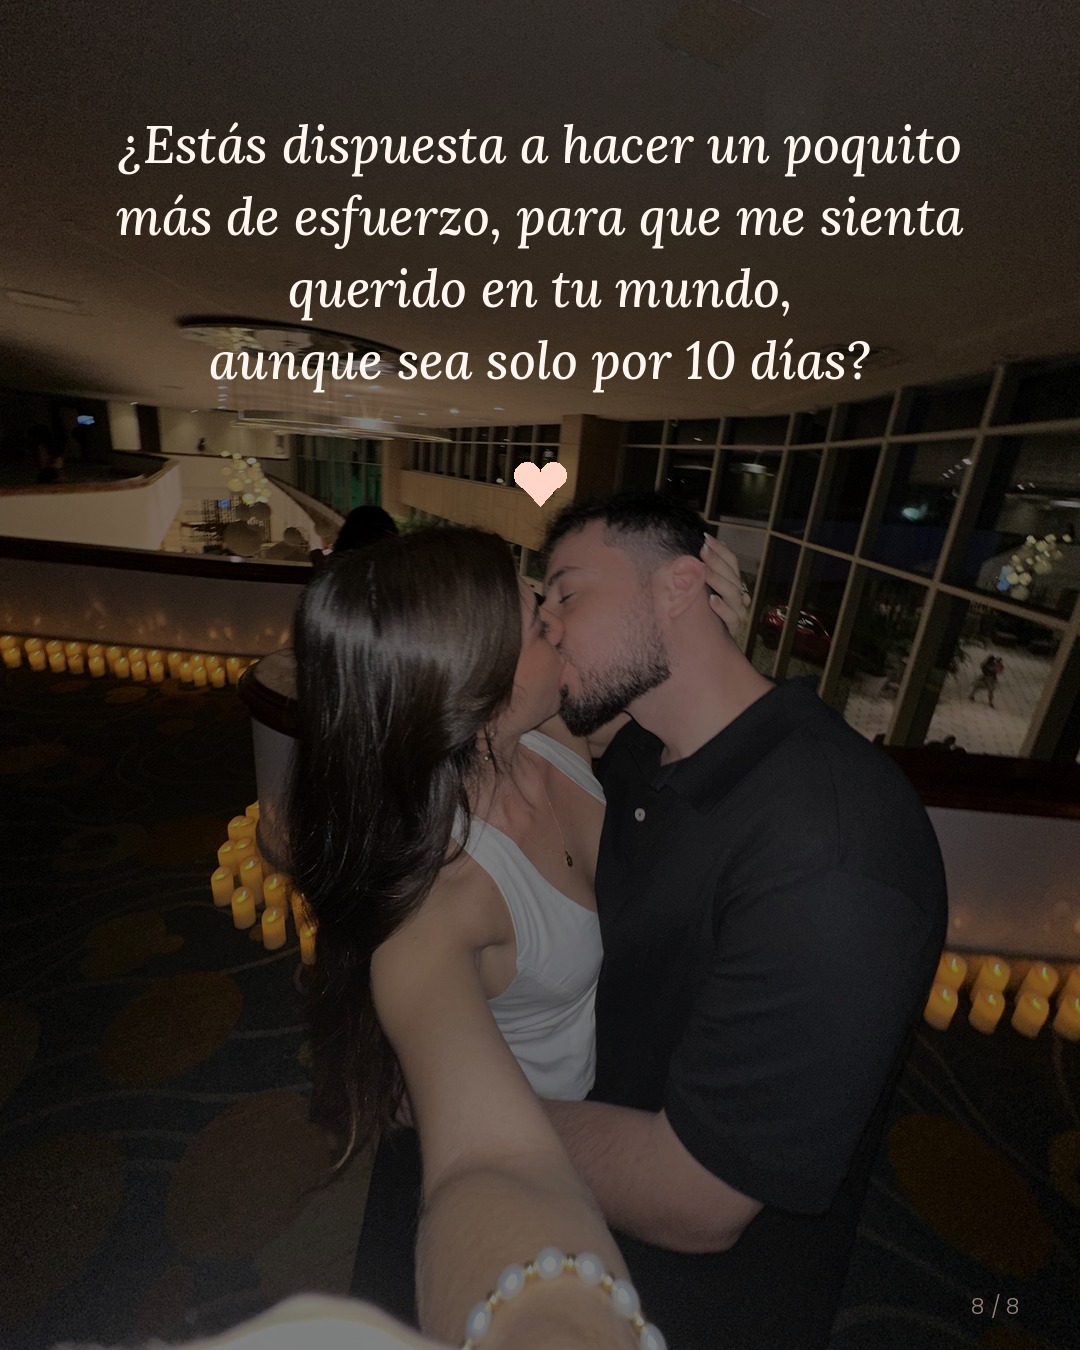 ¿Estás dispuesta a hacer un poquito
más de esfuerzo, para que me sienta
querido en tu mundo,
aunque sea solo por 10 días?
8 / 8